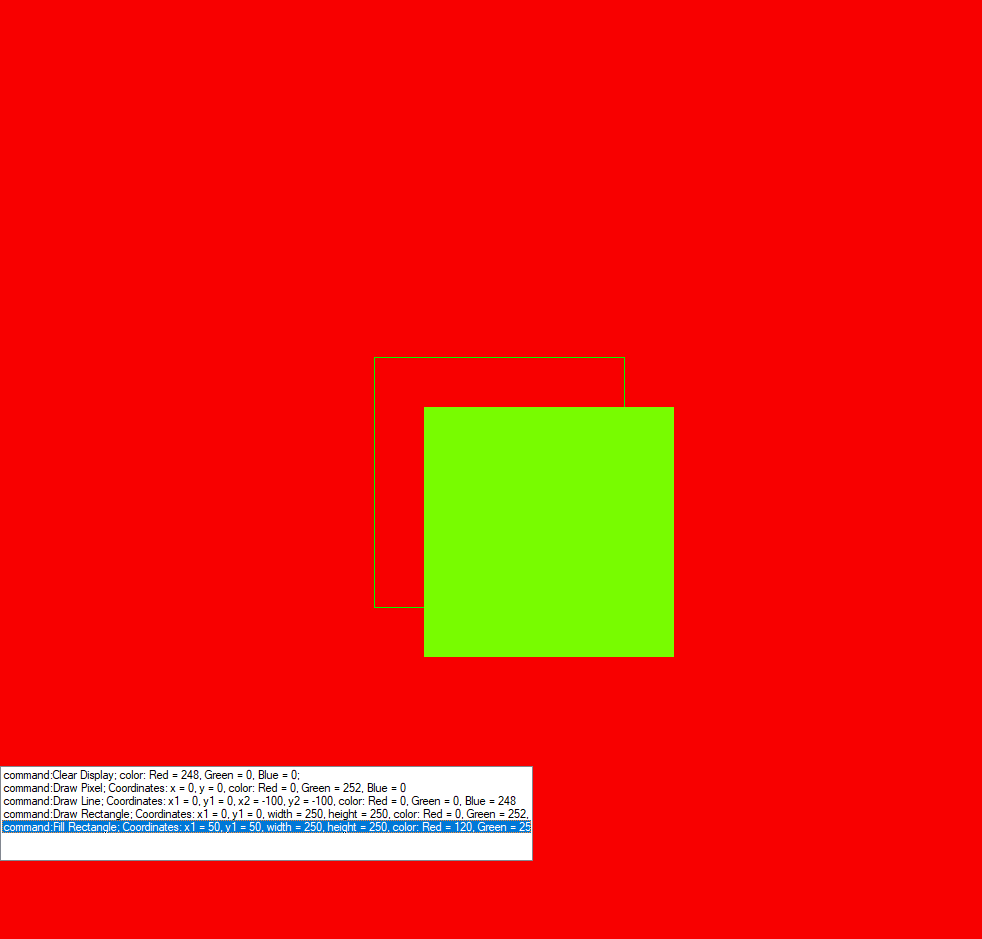 command:Clear Display; color: Red = 248, Green = 0, Blue = 0;
command:Draw Pixel; Coordinates: x = 0, y = 0, color: Red = 0, Green = 252, Blue = 0
command:Draw Line; Coordinates: x1 = 0, y1 = 0, x2 = -100, y2 = -100, color: Red = 0, Green = 0, Blue = 248
command:Draw Rectangle; Coordinates: x1 = 0, y1 = 0, width = 250, height = 250, color: Red = 0, Green = 252,
command:Fill Rectangle; Coordinates: x1 = 50, y1 = 50, width = 250, height = 250, color: Red = 120, Green = 25